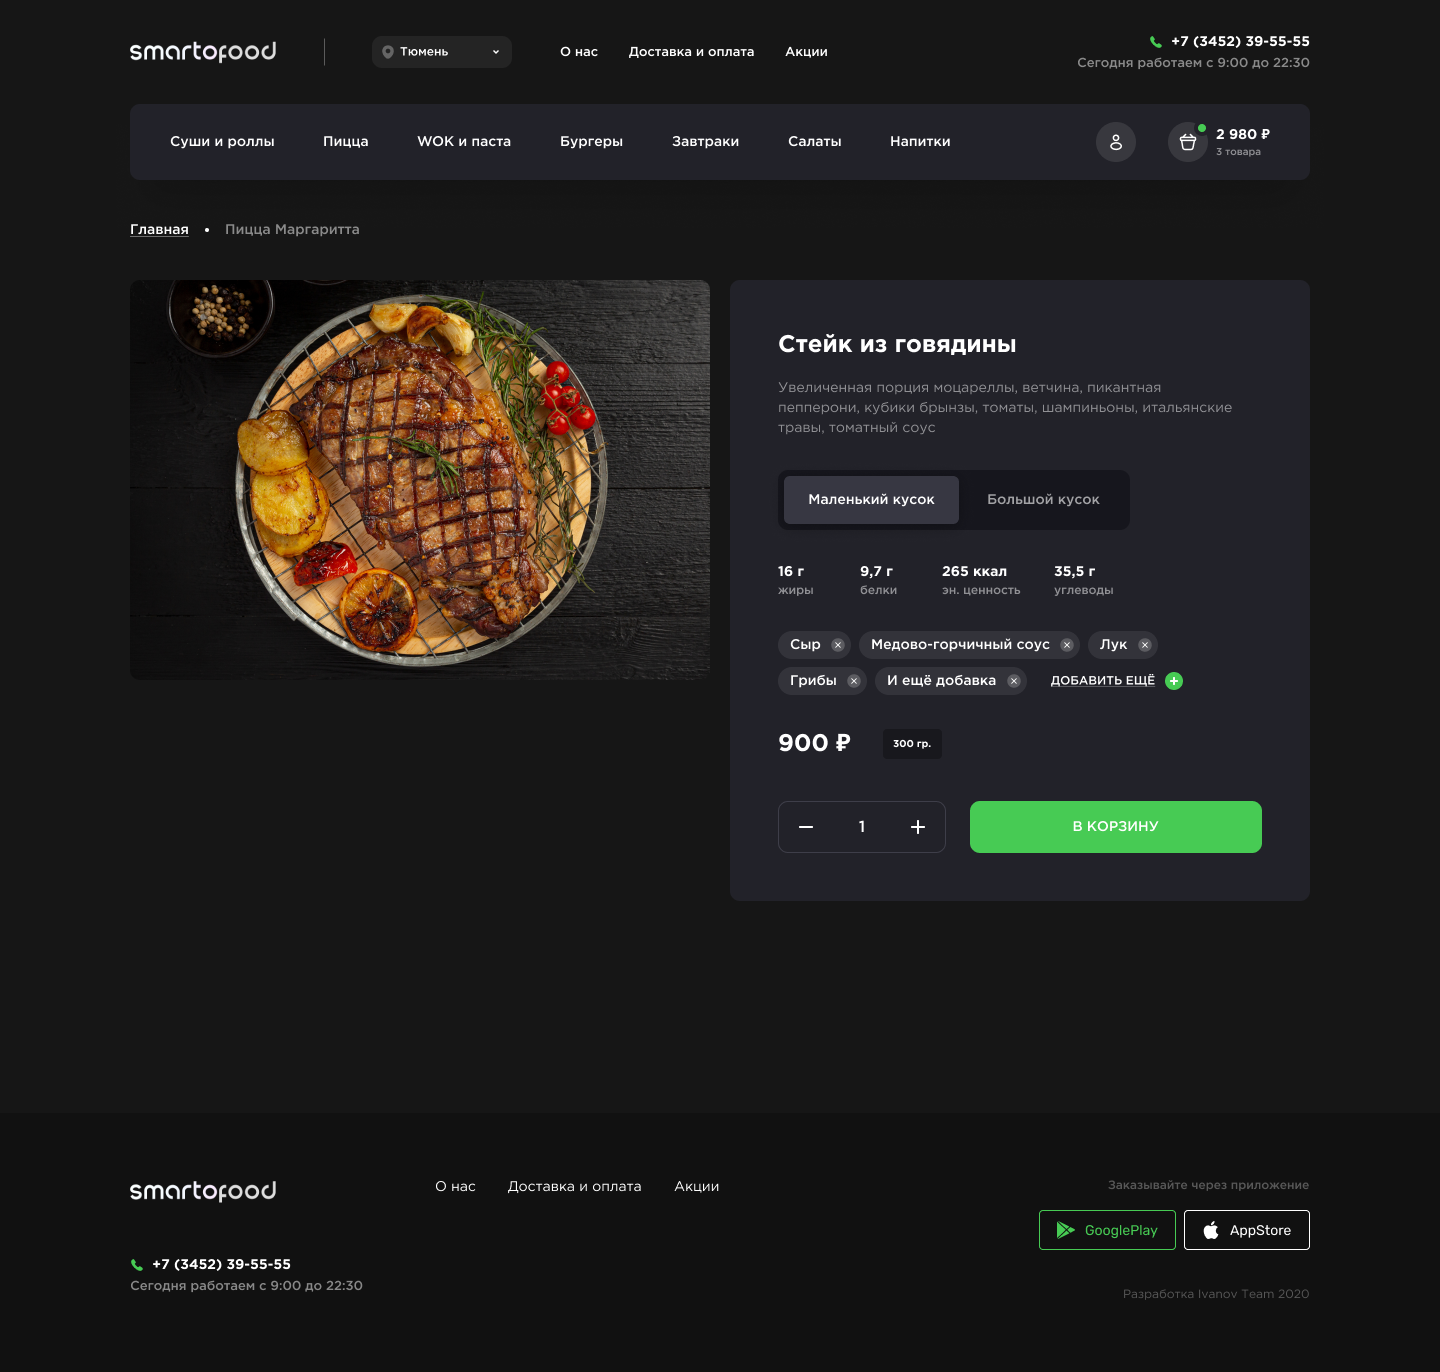 smartofood
Тюмень
О нас
Доставка и оплата
Акции
+7 (3452) 39-55-55
Сегодня работаем с 9:00 до 22:30
Суши и роллы
Пицца
WOK и паста
Бургеры
Завтраки
Салаты
Напитки
2 980 ₽
3 товара
Главная • Пицца Маргаритта
Стейк из говядины
Увеличенная порция моцареллы, ветчина, пикантная
пепперони, кубики брынзы, томаты, шампиньоны, итальянские
травы, томатный соус
Маленький кусок
Большой кусок
16 г
жиры
9,7 г
белки
265 ккал
эн. ценность
35,5 г
углеводы
Сыр
Медово-горчичный соус
Лук
Грибы
И ещё добавка
ДОБАВИТЬ ЕЩЁ
900 ₽
300 гр.
1
В КОРЗИНУ
smartofood
О нас
Доставка и оплата
Акции
+7 (3452) 39-55-55
Сегодня работаем с 9:00 до 22:30
Заказывайте через приложение
GooglePlay
AppStore
Разработка Ivanov Team 2020